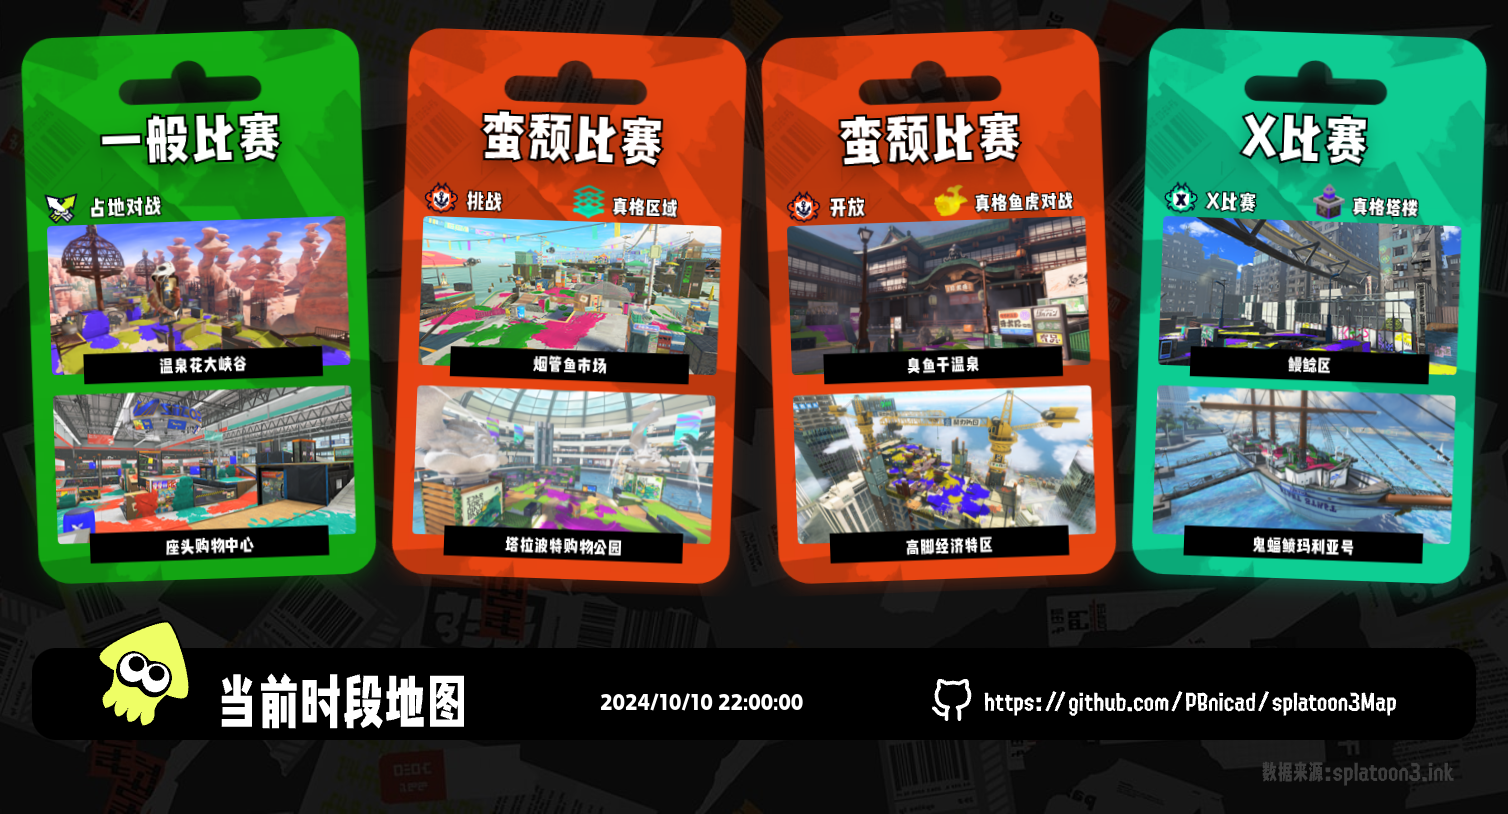 一般比赛
占地对战
温泉花大峡谷
座头购物中心
蛮颓比赛
挑战
真格区域
烟管鱼市场
塔拉波特购物公园
蛮颓比赛
开放
真格鱼虎对战
臭鱼干温泉
高脚经济特区
X比赛
X比赛
真格塔楼
鳗鲶区
鬼蝠鲼玛利亚号
当前时段地图
2024/10/10 22:00:00
https://github.com/PBnicad/splatoon3Map
数据来源:splatoon3.ink